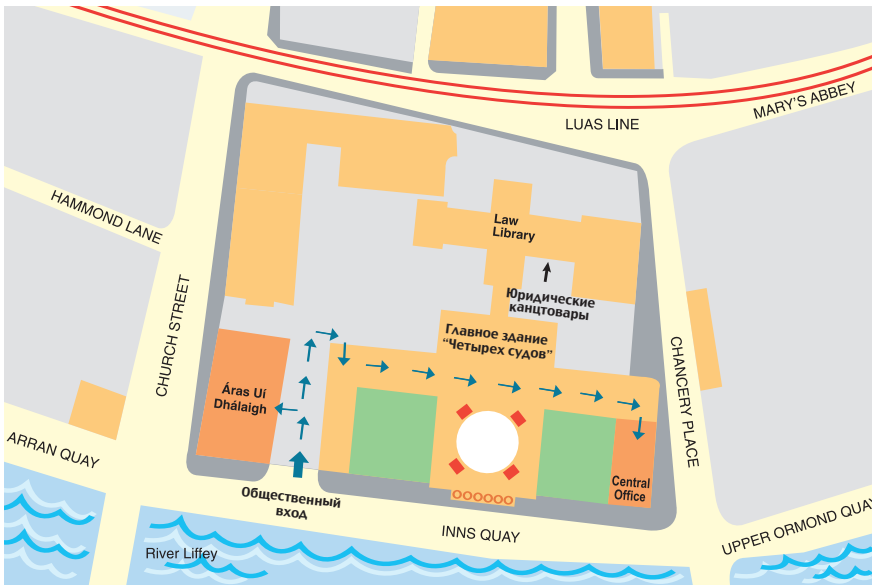 LUAS LINE
MARY'S ABBEY
HAMMOND LANE
CHURCH STREET
Law
Library
Юридические
канцтовары
Главное здание
"Четырех судов"
CHANCERY PLACE
Áras Uí
Dhálaigh
ARRAN QUAY
Central
Office
Общественный
вход
INNS QUAY
UPPER ORMOND QUAY
River Liffey